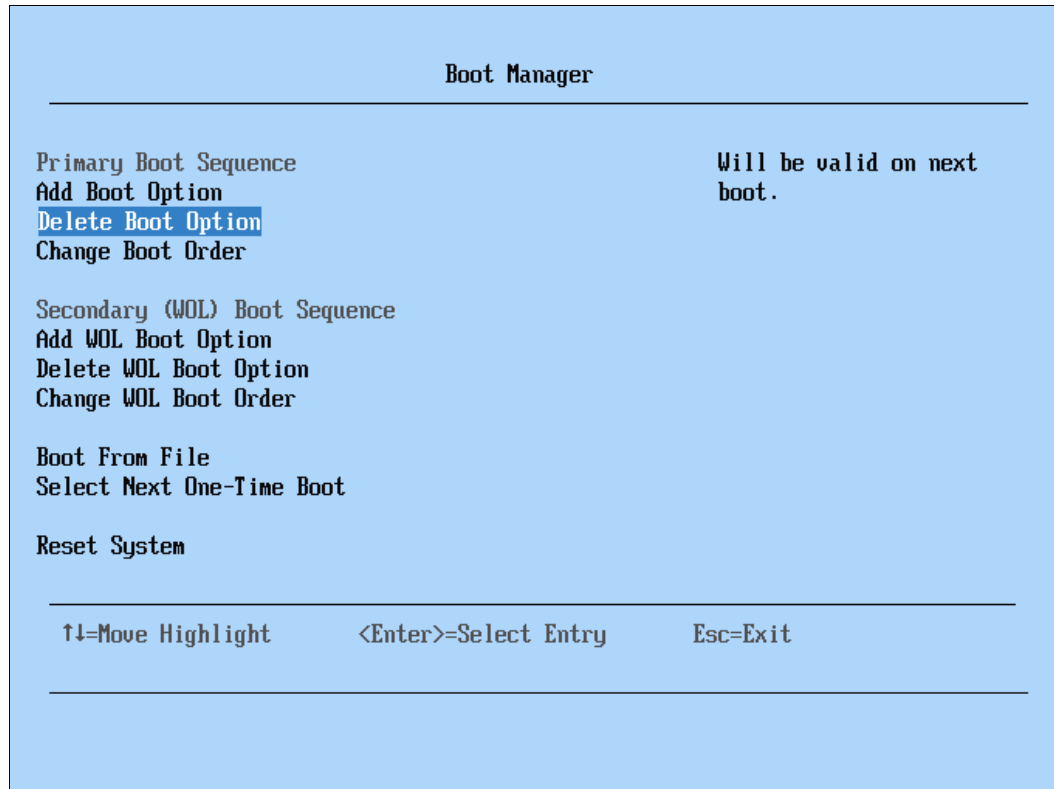 Boot Manager
Primary Boot Sequence
Add Boot Option
Delete Boot Option
Change Boot Order
Secondary (WOL) Boot Sequence
Add WOL Boot Option
Delete WOL Boot Option
Change WOL Boot Order
Boot From File
Select Next One-Time Boot
Reset System
Will be valid on next
boot.
↑↓=Move Highlight <Enter>=Select Entry Esc=Exit